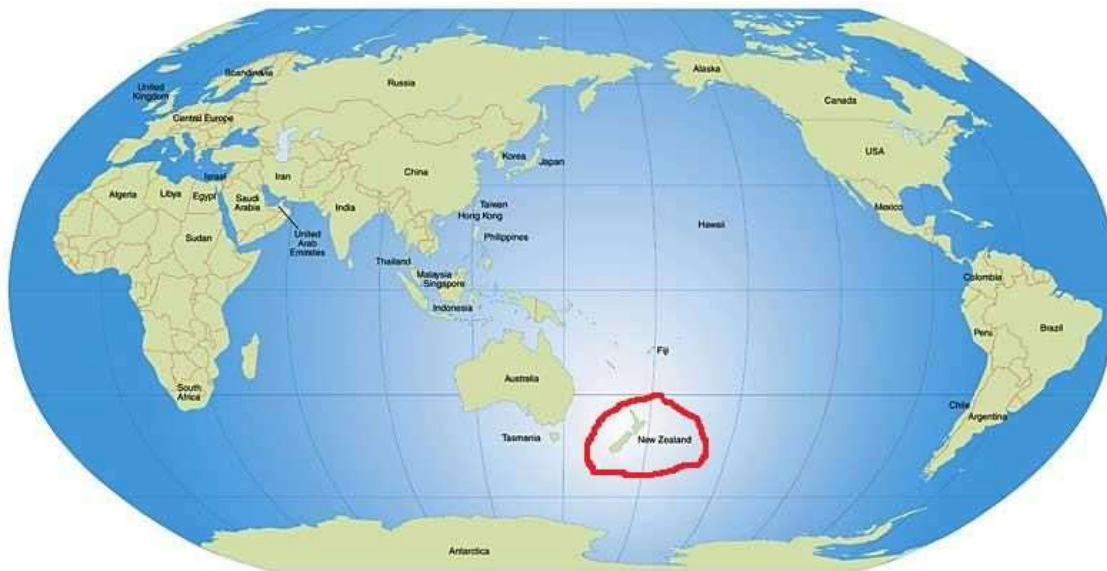 Scandinavia
Russia
Alaska
United
Kingdom
Canada
Central Europe
USA
Korea
Japan
Israel
Iran
China
Algeria
Libya
Egypt
Saudi
Arabia
India
Taiwan
Hong Kong
Mexico
Hawaii
Sudan
United
Arab
Emirates
Philippines
Thailand
Malaysia
Singapore
Colombia
Indonesia
Peru
Brazil
Fiji
Australia
South
Africa
Chile
Argentina
Tasmania
New Zealand
Antarctica